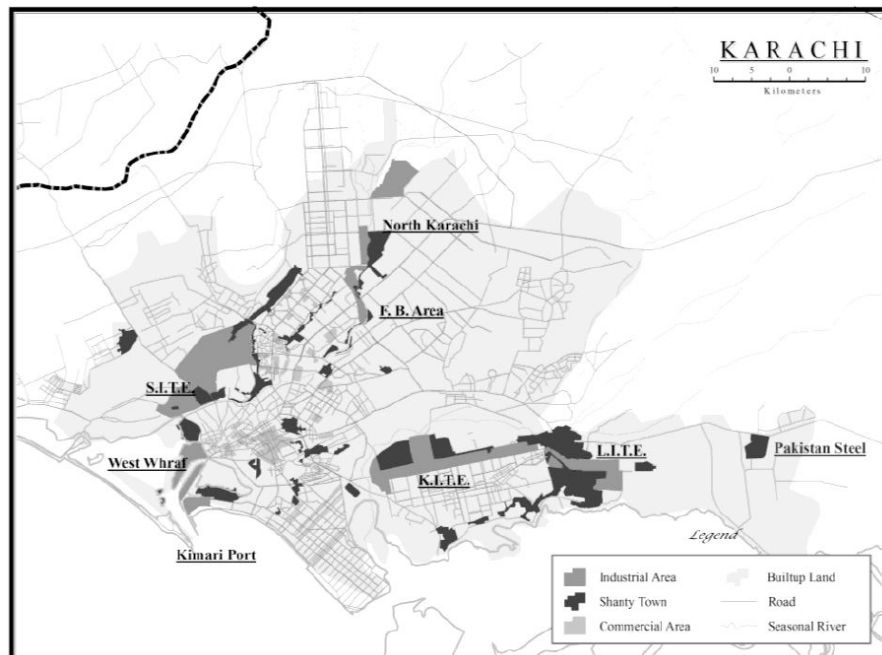 KARACHI
10 5 0 10
Kilometers
North Karachi
F. B. Area
S.I.T.E.
L.I.T.E.
Pakistan Steel
West Whraf
K.I.T.E.
Kimari Port
Legend
Industrial Area
Builtup Land
Shanty Town
Road
Commercial Area
Seasonal River